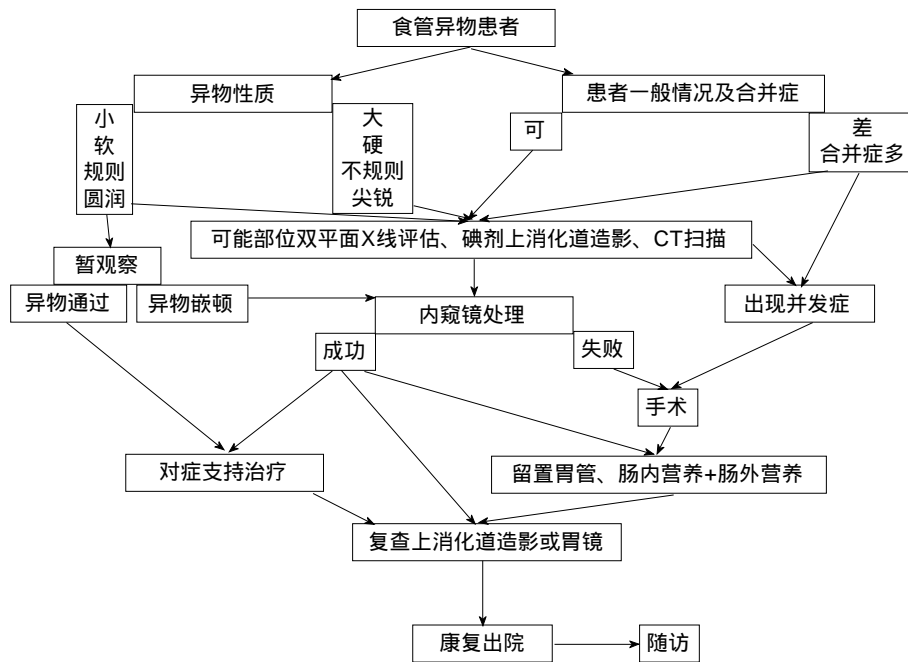 食管异物患者
异物性质
患者一般情况及合并症
小
软
规则
圆润
大
硬
不规则
尖锐
可
差
合并症多
可能部位双平面X线评估、碘剂上消化道造影、CT扫描
暂观察
异物通过
异物嵌顿
内窥镜处理
出现并发症
成功
失败
手术
对症支持治疗
留置胃管、肠内营养+肠外营养
复查上消化道造影或胃镜
康复出院
随访